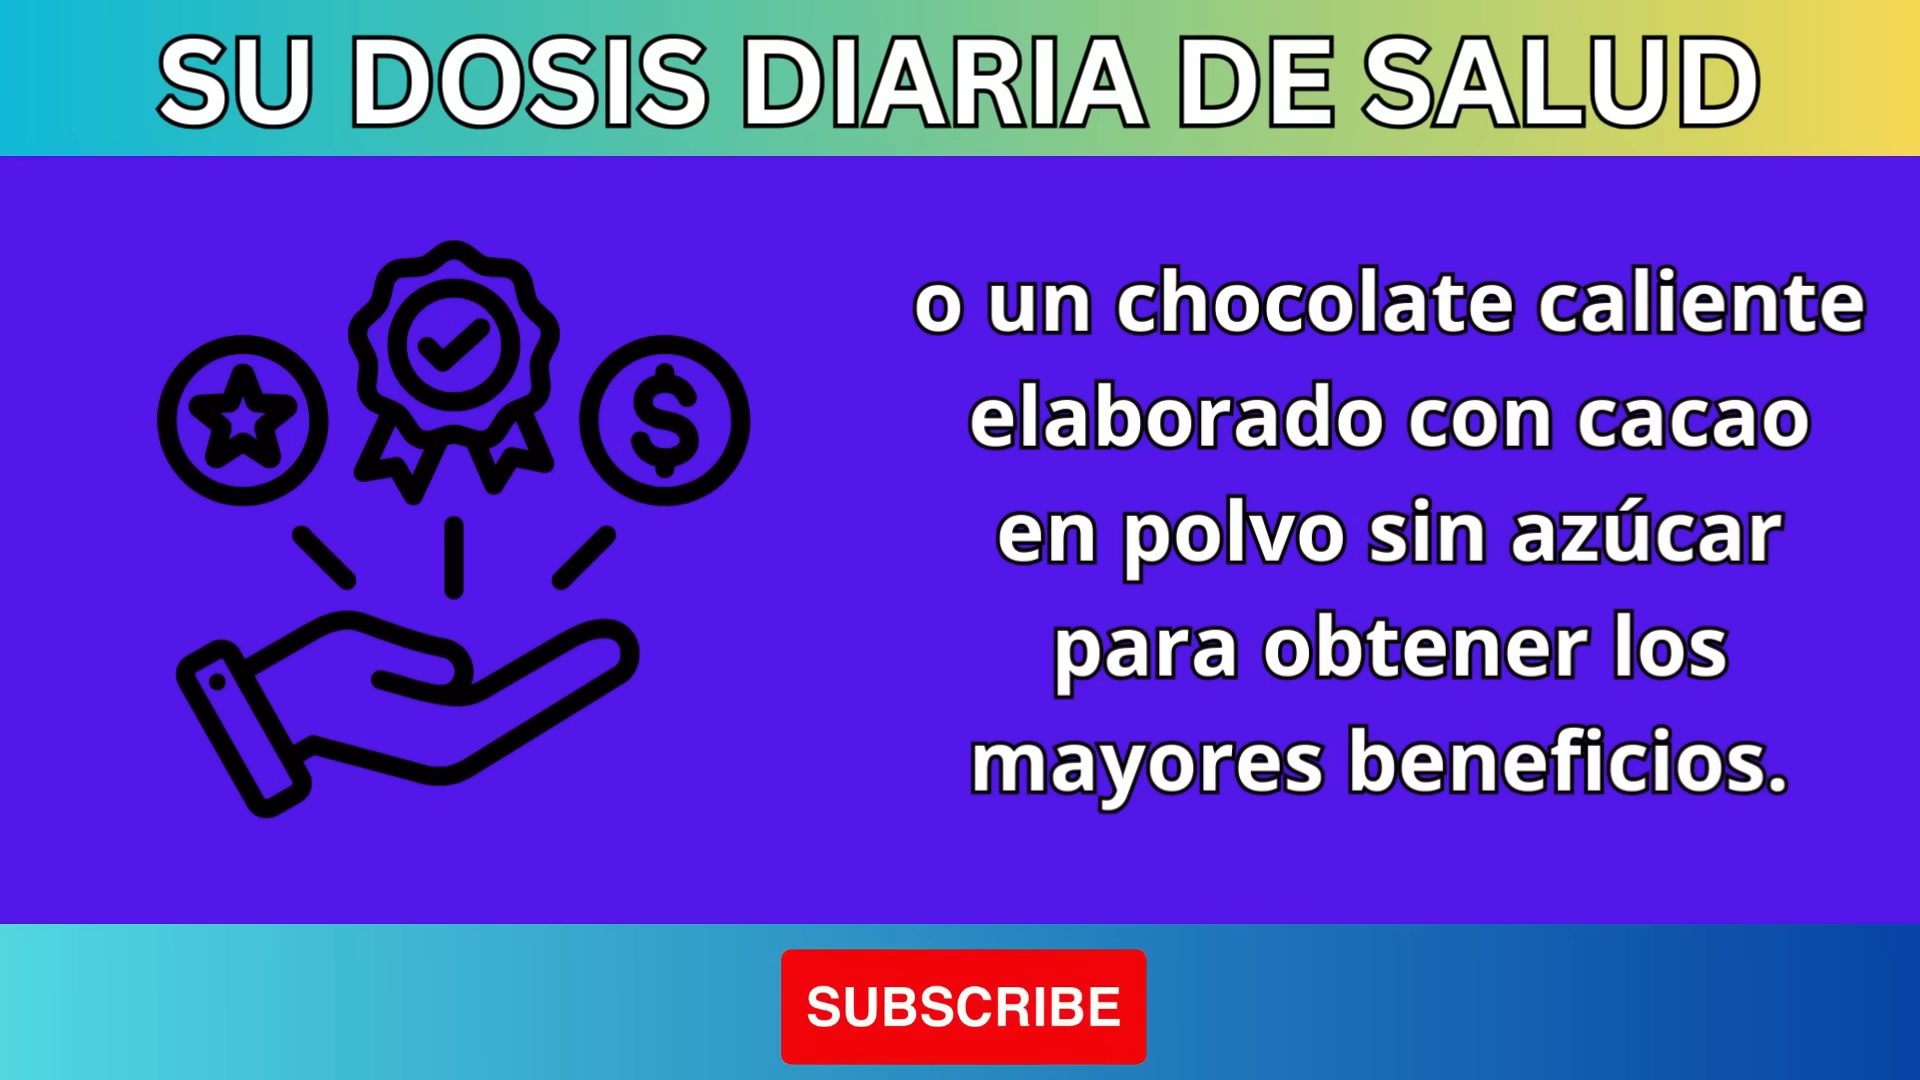 SU DOSIS DIARIA DE SALUD
o un chocolate caliente
elaborado con cacao
en polvo sin azúcar
para obtener los
mayores beneficios.
SUBSCRIBE